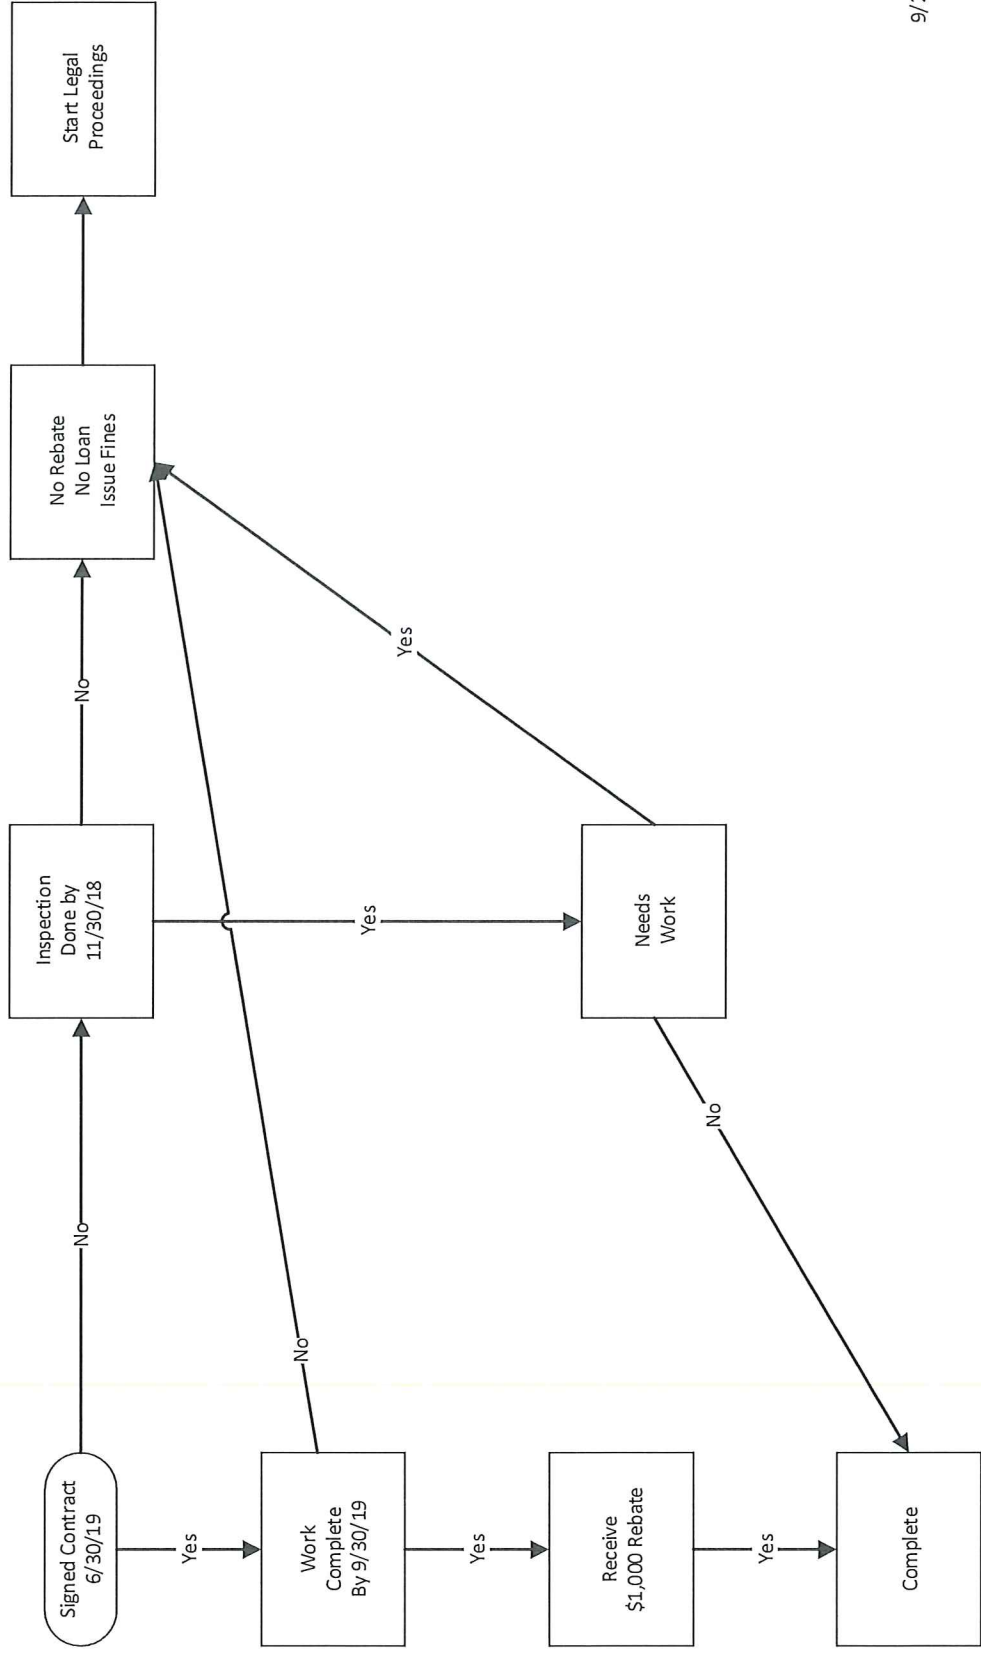 Signed Contract
6/30/19
No
Inspection
Done by
11/30/18
No
No Rebate
No Loan
Issue Fines
Start Legal
Proceedings
Yes
Work
Complete
By 9/30/19
No
Yes
Yes
Yes
Receive
$1,000 Rebate
Needs
Work
No
Yes
Complete